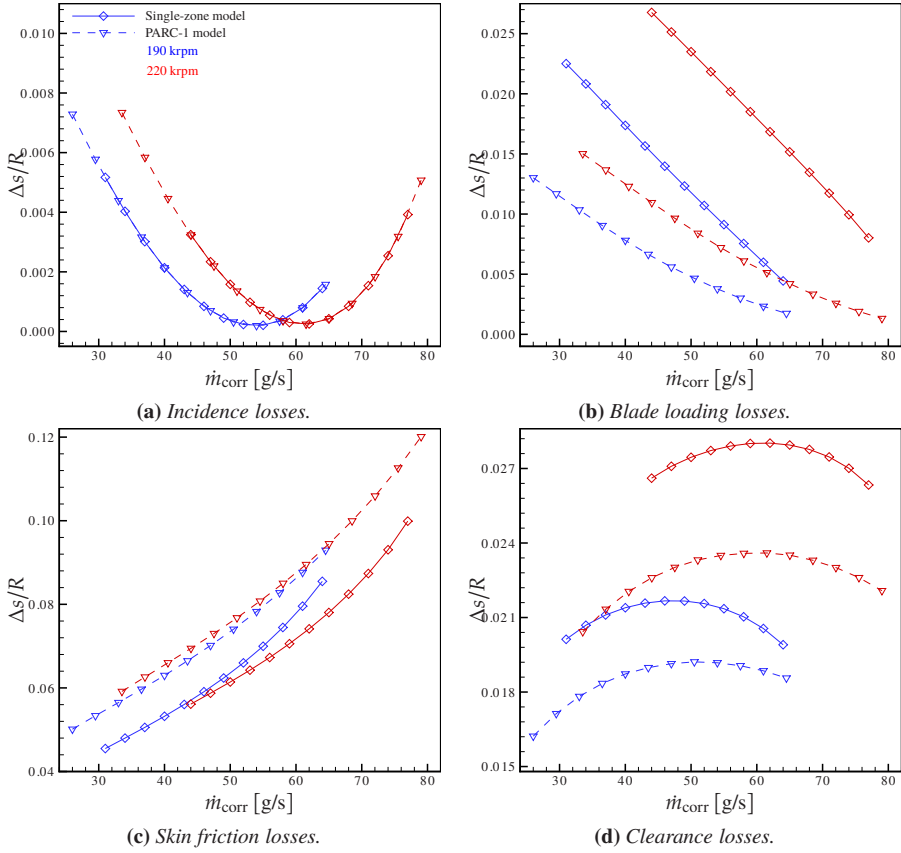 Single-zone model
PARC-1 model
190 krpm
220 krpm
0.010
0.008
0.006
0.004
0.002
0.000
Δs/R
30 40 50 60 70 80
ṁcorr [g/s]
(a) Incidence losses.
0.025
0.020
0.015
0.010
0.005
0.000
Δs/R
30 40 50 60 70 80
ṁcorr [g/s]
(b) Blade loading losses.
0.12
0.10
0.08
0.06
0.04
Δs/R
30 40 50 60 70 80
ṁcorr [g/s]
(c) Skin friction losses.
0.027
0.024
0.021
0.018
0.015
Δs/R
30 40 50 60 70 80
ṁcorr [g/s]
(d) Clearance losses.